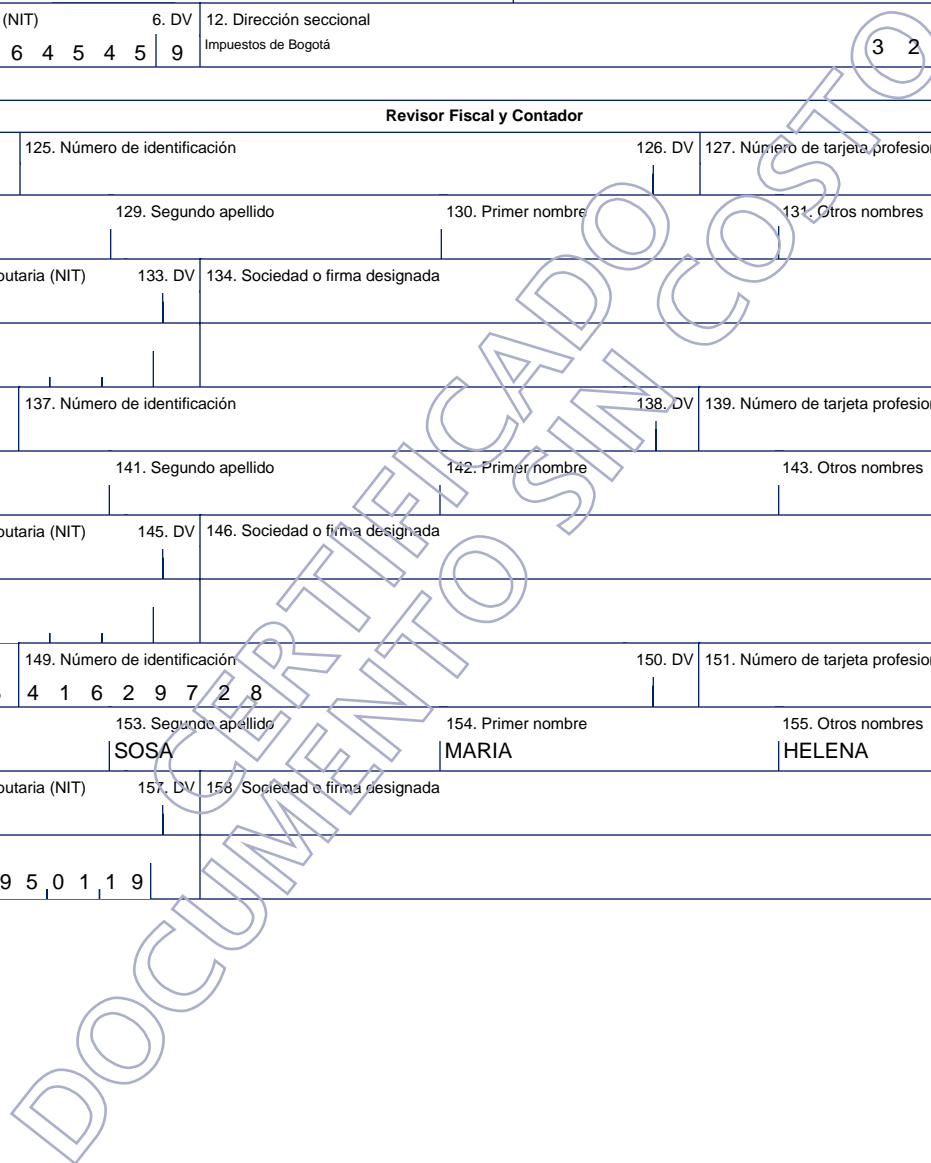 (NIT) 6. DV 12. Dirección seccional
6 4 5 4 5 9 Impuestos de Bogotá 3 2
Revisor Fiscal y Contador
125. Número de identificación 126. DV 127. Número de tarjeta profesion
129. Segundo apellido 130. Primer nombre 131. Otros nombres
butaria (NIT) 133. DV 134. Sociedad o firma designada
137. Número de identificación 138. DV 139. Número de tarjeta profesion
141. Segundo apellido 142. Primer nombre 143. Otros nombres
butaria (NIT) 145. DV 146. Sociedad o firma designada
149. Número de identificación 150. DV 151. Número de tarjeta profesion
4 1 6 2 9 7 2 8
153. Segundo apellido 154. Primer nombre 155. Otros nombres
SOSA MARIA HELENA
butaria (NIT) 157. DV 158 Sociedad o firma designada
9 5 0 1 1 9
CERTIFICADO
DOCUMENTO SIN COSTO